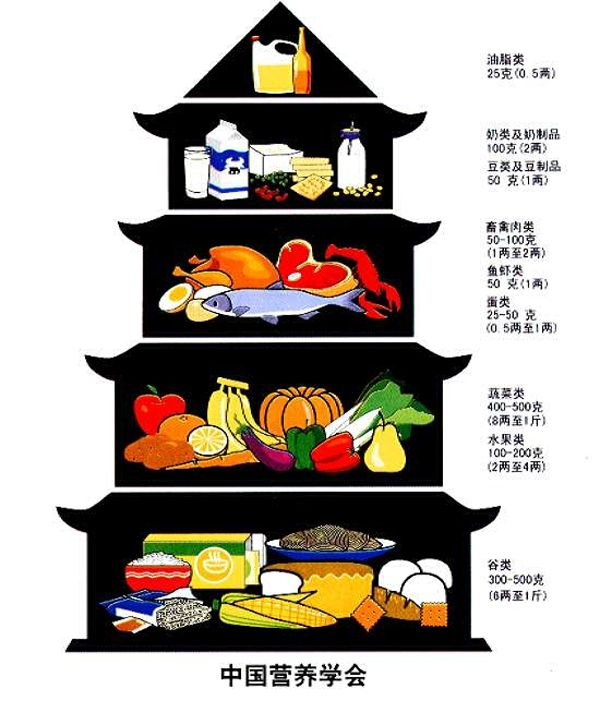 油脂类
25克(0.5两)
奶类及奶制品
100克(2两)
豆类及豆制品
50 克(1两)
畜禽肉类
50-100克
(1两至2两)
鱼虾类
50 克(1两)
蛋类
25-50 克
(0.5两至1两)
蔬菜类
400-500克
(8两至1斤)
水果类
100-200克
(2两至4两)
谷类
300-500克
(6两至1斤)
中国营养学会